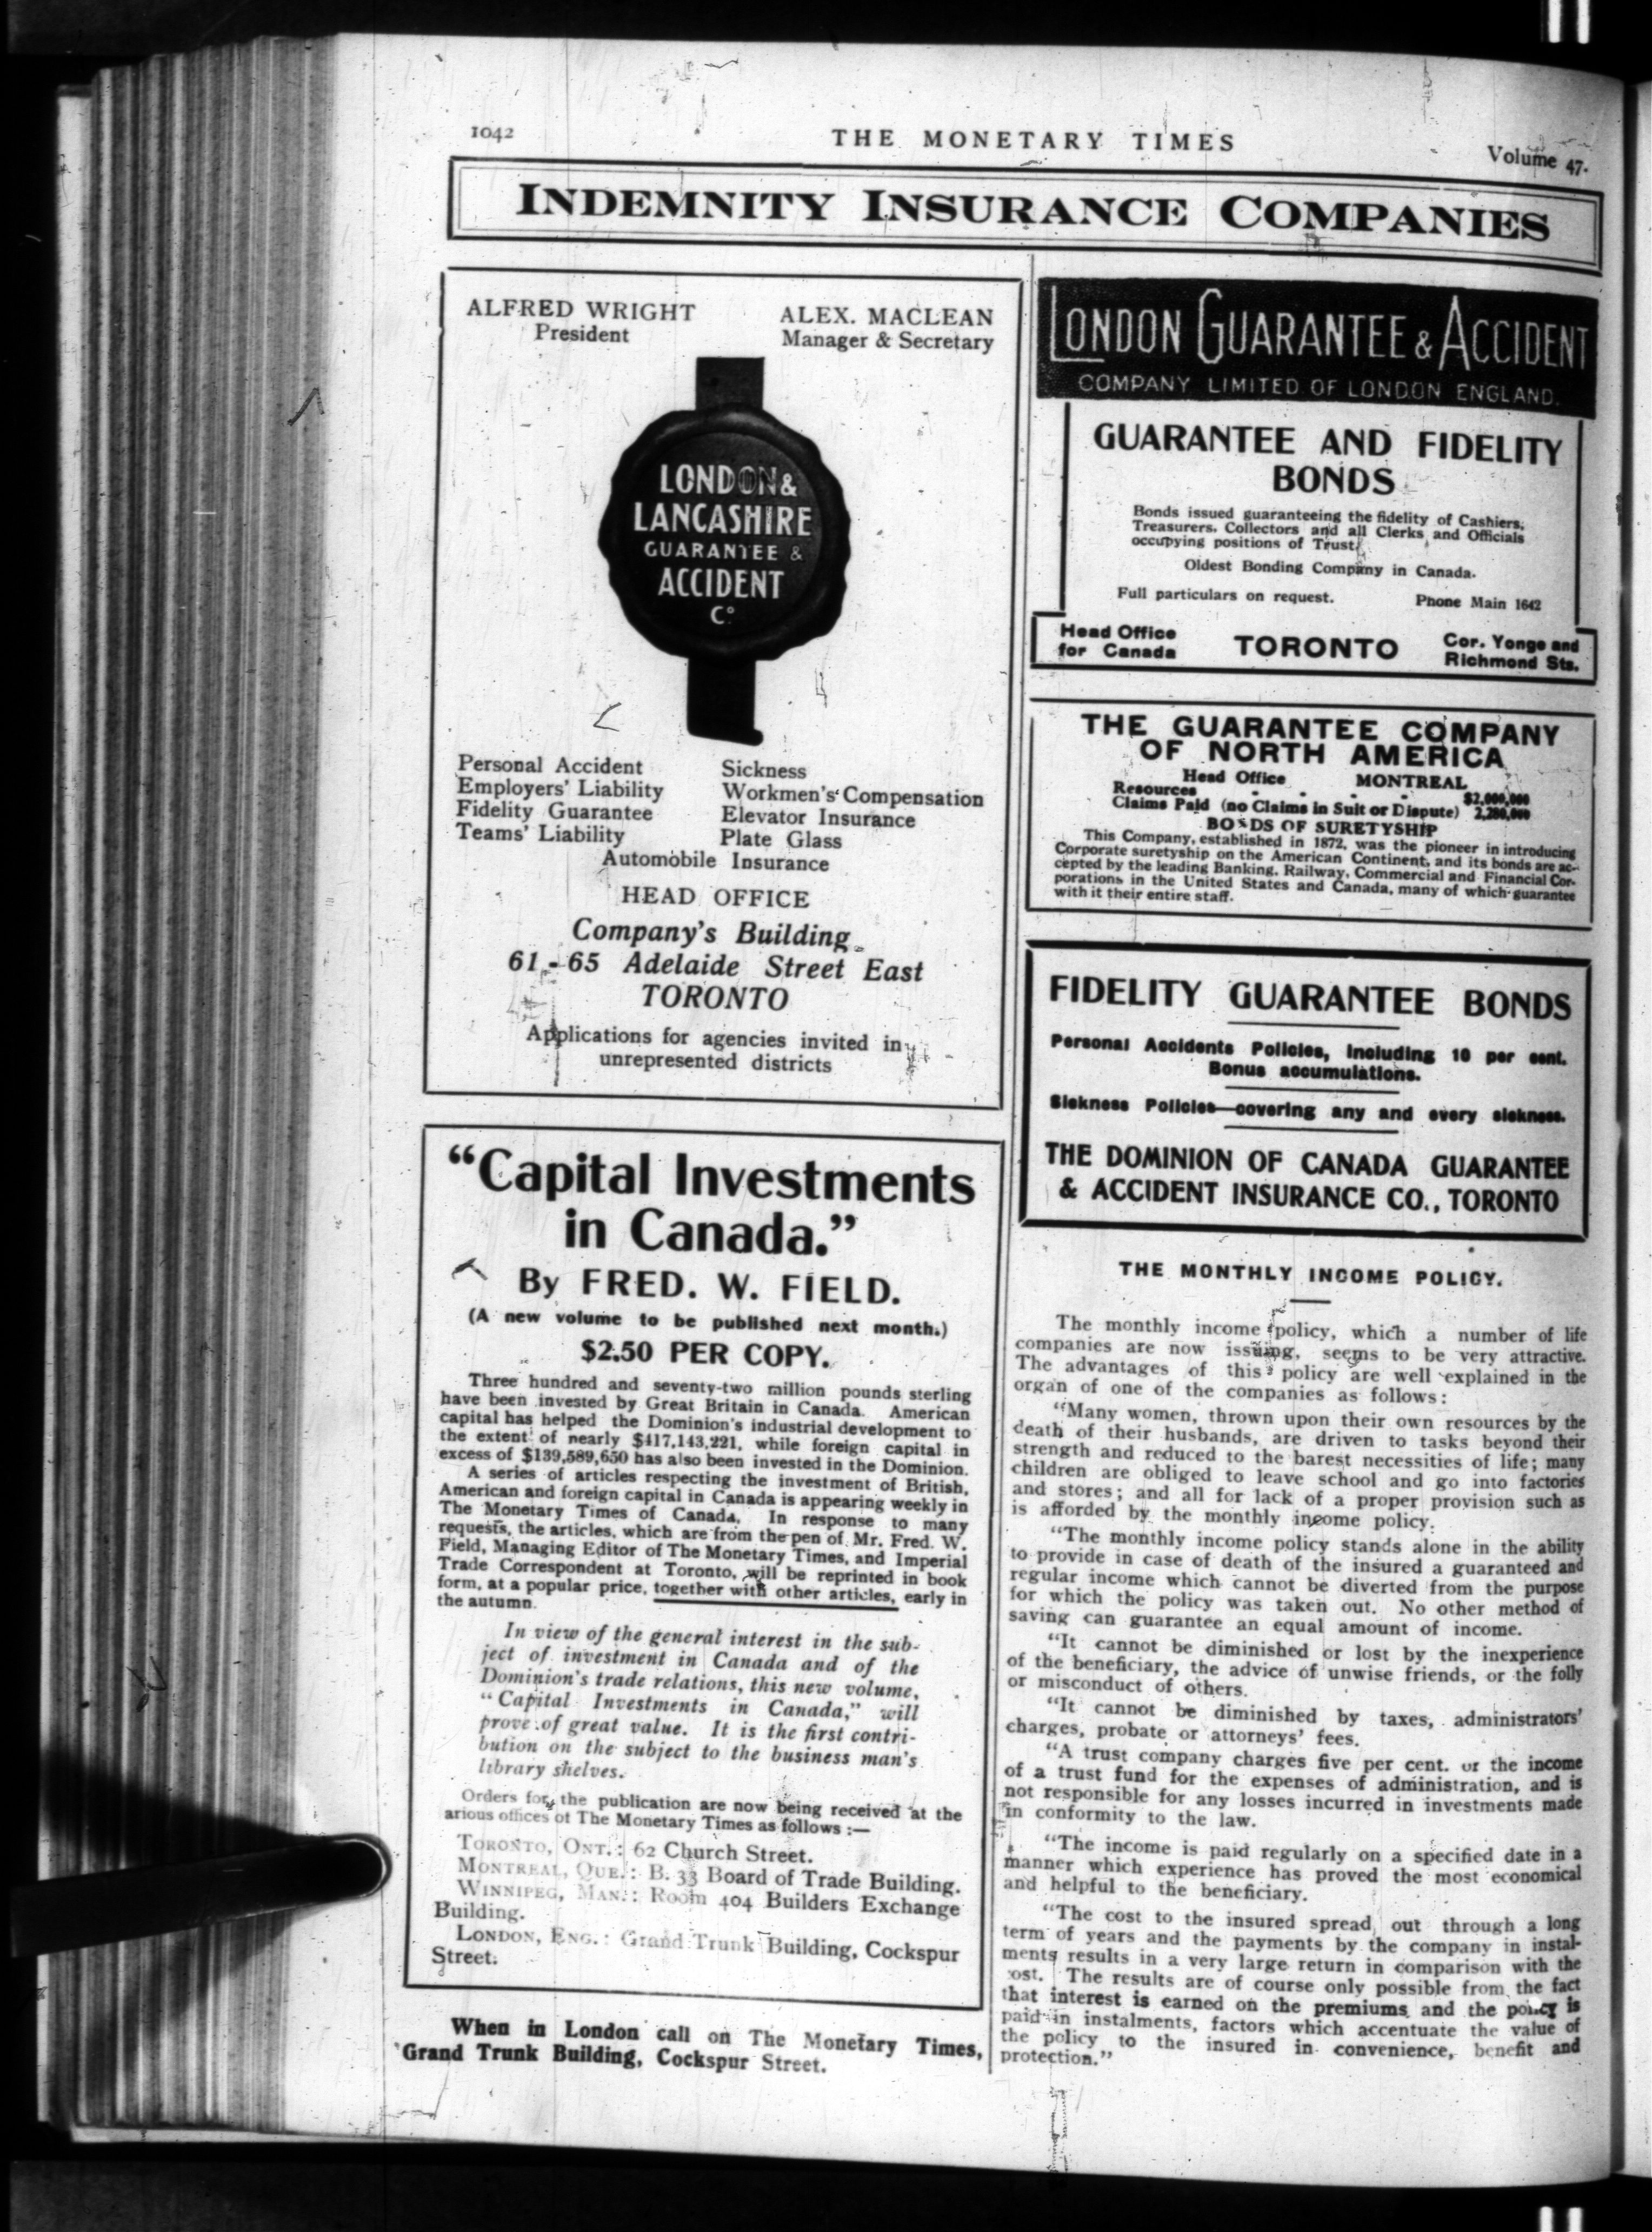 1042
THE MONETARY TIMES
Volume 47.
INDEMNITY INSURANCE COMPANIES
ALFRED WRIGHT
President
ALEX. MACLEAN
Manager & Secretary
LONDON &
LANCASHIRE
GUARANTEE &
ACCIDENT
Co
Personal Accident
Employers' Liability
Fidelity Guarantee
Teams' Liability
Sickness
Workmen's Compensation
Elevator Insurance
Plate Glass
Automobile Insurance
HEAD OFFICE
Company's Building
61-65 Adelaide Street East
TORONTO
Applications for agencies invited in
unrepresented districts
"Capital Investments
in Canada."
By FRED. W. FIELD.
(A new volume to be published next month.)
$2.50 PER COPY.
Three hundred and seventy-two million pounds sterling
have been invested by Great Britain in Canada. American
capital has helped the Dominion's industrial development to
the extent of nearly $417,143,221, while foreign capital in
excess of $139,589,650 has also been invested in the Dominion.
A series of articles respecting the investment of British,
American and foreign capital in Canada is appearing weekly in
The Monetary Times of Canada. In response to many
requests, the articles, which are from the pen of Mr. Fred. W.
Field, Managing Editor of The Monetary Times, and Imperial
Trade Correspondent at Toronto, will be reprinted in book
form, at a popular price, together with other articles, early in
the autumn.
In view of the general interest in the sub-
ject of investment in Canada and of the
Dominion's trade relations, this new volume,
"Capital Investments in Canada," will
prove of great value. It is the first contri-
bution on the subject to the business man's
library shelves.
Orders for the publication are now being received at the
arious offices of The Monetary Times as follows:—
TORONTO, ONT.: 62 Church Street.
MONTREAL, QUE.: B. 33 Board of Trade Building.
WINNIPEG, MAN.: Room 404 Builders Exchange
Building.
LONDON, ENG.: Grand Trunk Building, Cockspur
Street.
When in London call on The Monetary Times,
Grand Trunk Building, Cockspur Street.
LONDON GUARANTEE & ACCIDENT
COMPANY LIMITED OF LONDON ENGLAND.
GUARANTEE AND FIDELITY
BONDS
Bonds issued guaranteeing the fidelity of Cashiers,
Treasurers, Collectors and all Clerks and Officials
occupying positions of Trust.
Oldest Bonding Company in Canada.
Full particulars on request. Phone Main 1642
Head Office
for Canada
TORONTO
Cor. Yonge and
Richmond Sts.
THE GUARANTEE COMPANY
OF NORTH AMERICA
Head Office MONTREAL
Resources . . . . $2,000,000
Claims Paid (no Claims in Suit or Dispute) 2,280,000
BONDS OF SURETYSHIP
This Company, established in 1872, was the pioneer in introducing
Corporate suretyship on the American Continent, and its bonds are ac-
cepted by the leading Banking, Railway, Commercial and Financial Cor-
porations in the United States and Canada, many of which guarantee
with it their entire staff.
FIDELITY GUARANTEE BONDS
Personal Accidents Policies, including 10 per cent.
Bonus accumulations.
Sickness Policies—covering any and every sickness.
THE DOMINION OF CANADA GUARANTEE
& ACCIDENT INSURANCE CO., TORONTO
THE MONTHLY INCOME POLICY.
The monthly income policy, which a number of life
companies are now issuing, seems to be very attractive.
The advantages of this policy are well explained in the
organ of one of the companies as follows:
"Many women, thrown upon their own resources by the
death of their husbands, are driven to tasks beyond their
strength and reduced to the barest necessities of life; many
children are obliged to leave school and go into factories
and stores; and all for lack of a proper provision such as
is afforded by the monthly income policy.
"The monthly income policy stands alone in the ability
to provide in case of death of the insured a guaranteed and
regular income which cannot be diverted from the purpose
for which the policy was taken out. No other method of
saving can guarantee an equal amount of income.
"It cannot be diminished or lost by the inexperience
of the beneficiary, the advice of unwise friends, or the folly
or misconduct of others.
"It cannot be diminished by taxes, administrators'
charges, probate or attorneys' fees.
"A trust company charges five per cent. or the income
of a trust fund for the expenses of administration, and is
not responsible for any losses incurred in investments made
in conformity to the law.
"The income is paid regularly on a specified date in a
manner which experience has proved the most economical
and helpful to the beneficiary.
"The cost to the insured spread out through a long
term of years and the payments by the company in instal-
ments results in a very large return in comparison with the
cost. The results are of course only possible from the fact
that interest is earned on the premiums and the policy is
paid in instalments, factors which accentuate the value of
the policy to the insured in convenience, benefit and
protection."